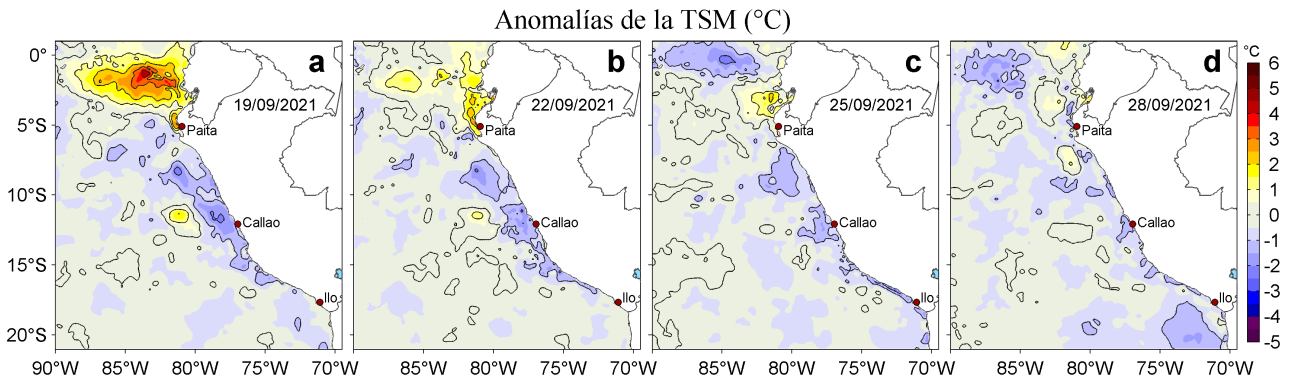 Anomalías de la TSM (°C)
a b c d
19/09/2021 22/09/2021 25/09/2021 28/09/2021
0°
5°S
10°S
15°S
20°S
Paita Paita Paita Paita
Callao Callao Callao Callao
Ilo Ilo Ilo Ilo
90°W 85°W 80°W 75°W 70°W 85°W 80°W 75°W 70°W 85°W 80°W 75°W 70°W 85°W 80°W 75°W 70°W
°C
6
5
4
3
2
1
0
-1
-2
-3
-4
-5